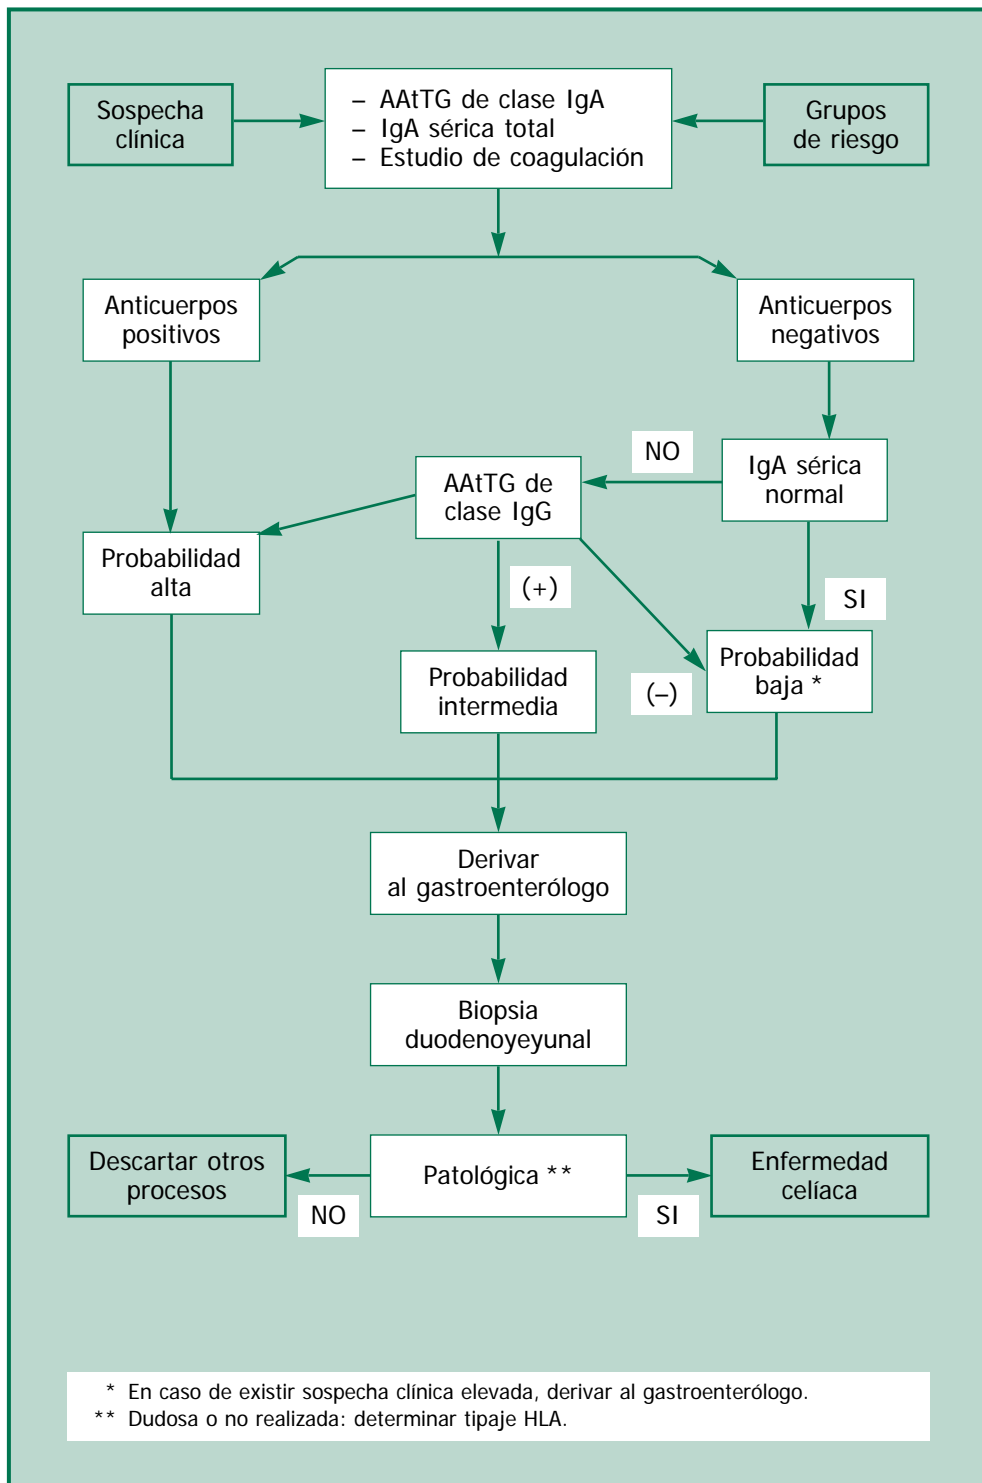 Sospecha
clínica
– AAtTG de clase IgA
– IgA sérica total
– Estudio de coagulación
Grupos
de riesgo
Anticuerpos
positivos
Anticuerpos
negativos
NO
IgA sérica
normal
AAtTG de
clase IgG
Probabilidad
alta
(+)
SI
Probabilidad
intermedia
(–)
Probabilidad
baja *
Derivar
al gastroenterólogo
Biopsia
duodenoyeyunal
Descartar otros
procesos
NO
Patológica **
SI
Enfermedad
celíaca
* En caso de existir sospecha clínica elevada, derivar al gastroenterólogo.
** Dudosa o no realizada: determinar tipaje HLA.